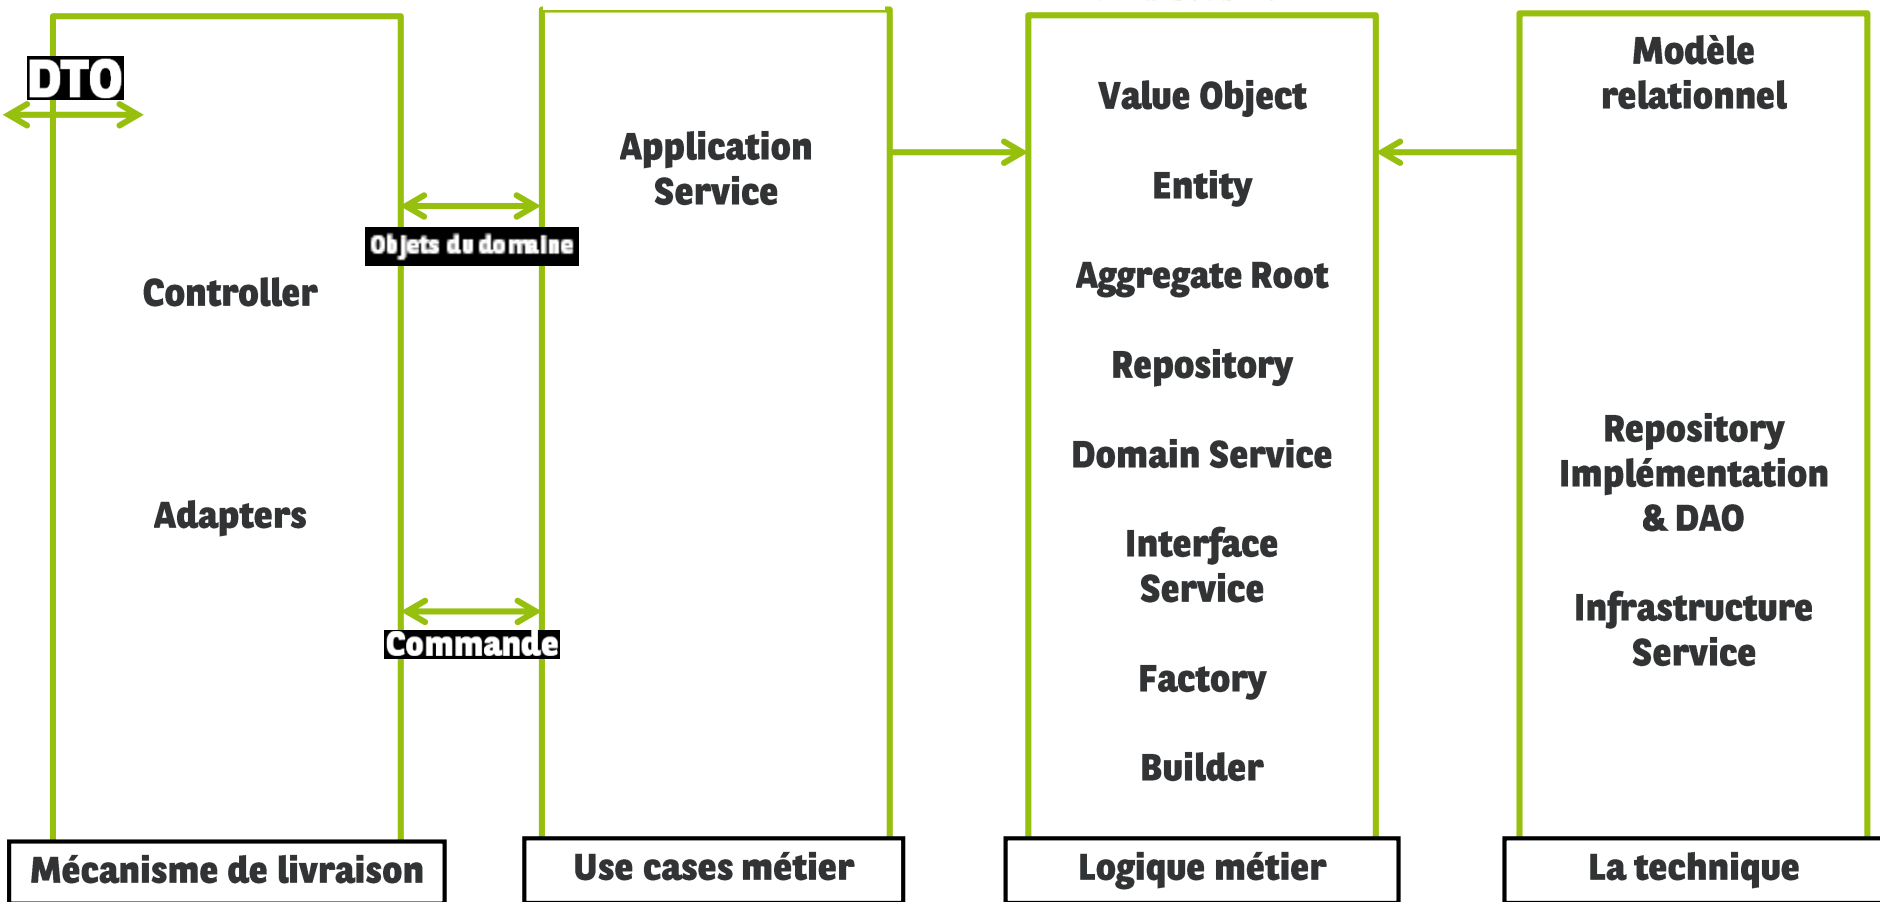 DTO
Controller
Adapters
Mécanisme de livraison
Objets du domaine
Commande
Application
Service
Use cases métier
Value Object
Entity
Aggregate Root
Repository
Domain Service
Interface
Service
Factory
Builder
Logique métier
Modèle
relationnel
Repository
Implémentation
& DAO
Infrastructure
Service
La technique